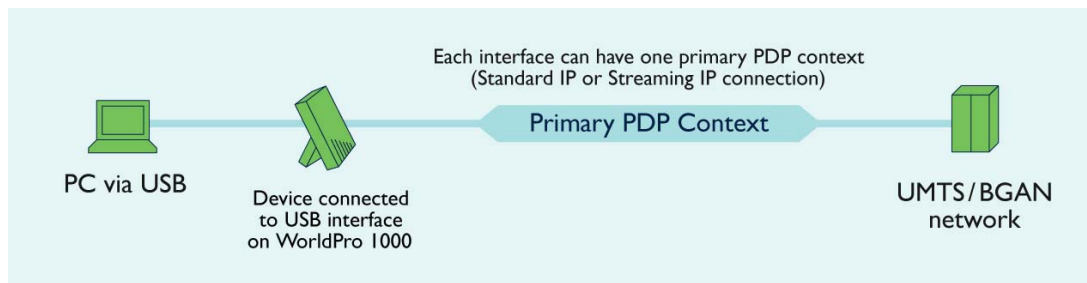 Each interface can have one primary PDP context
(Standard IP or Streaming IP connection)
Primary PDP Context
PC via USB
Device connected
to USB interface
on WorldPro 1000
UMTS/BGAN
network